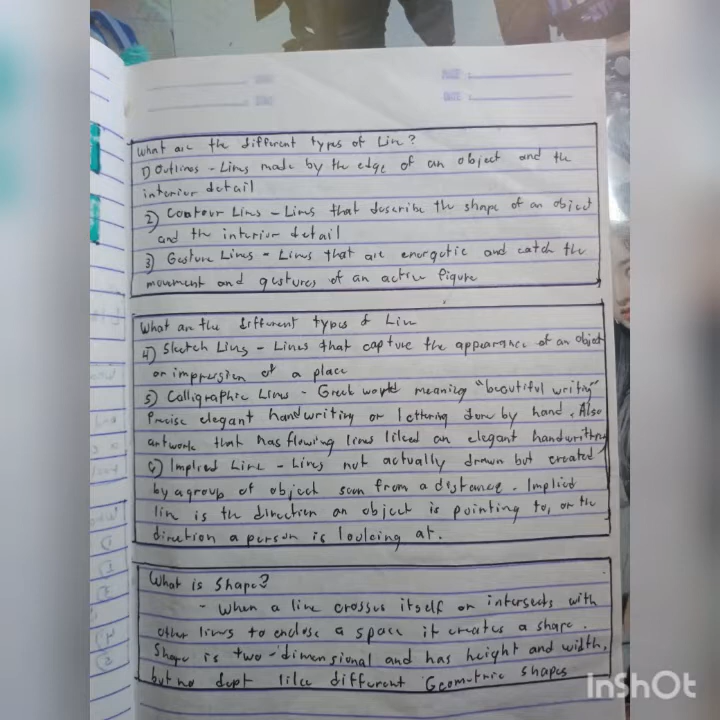 What are the different types of Line?
1) Outlines - Lines made by the edge of an object and the
interior detail
2) Contour Lines - Lines that describe the shape of an object
and the interior detail
3) Gesture Lines - Lines that are energetic and catch the
movement and gestures of an active figure
What are the different types of Line
4) Sketch Lines - Lines that capture the appearance of an object
or impression of a place
5) Calligraphic Lines - Greek world meaning "beautiful writing"
Precise elegant handwriting or lettering done by hand. Also
artwork that has flowing lines liked an elegant handwriting
6) Implied Line - Lines not actually drawn but created
by a group of object seen from a distance. Implied
line is the direction an object is pointing to, or the
direction a person is looking at.
What is Shape?
- When a line crosses itself or intersects with
other lines to enclose a space it creates a shape.
Shape is two-dimensional and has height and width,
but no dept like different Geometric shapes
InShOt